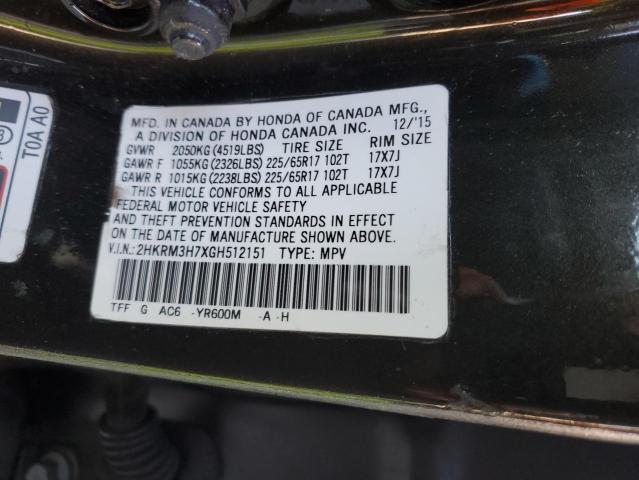 MFD. IN CANADA BY HONDA OF CANADA MFG.,
A DIVISION OF HONDA CANADA INC. 12/'15
GVWR 2050KG (4519LBS) TIRE SIZE RIM SIZE
GAWR F 1055KG (2326LBS) 225/65R17 102T 17X7J
GAWR R 1015KG (2238LBS) 225/65R17 102T 17X7J
THIS VEHICLE CONFORMS TO ALL APPLICABLE
FEDERAL MOTOR VEHICLE SAFETY
AND THEFT PREVENTION STANDARDS IN EFFECT
ON THE DATE OF MANUFACTURE SHOWN ABOVE.
V.I.N.:2HKRM3H7XGH512151 TYPE: MPV
TFF G AC6 -YR600M -A -H
T0A A0